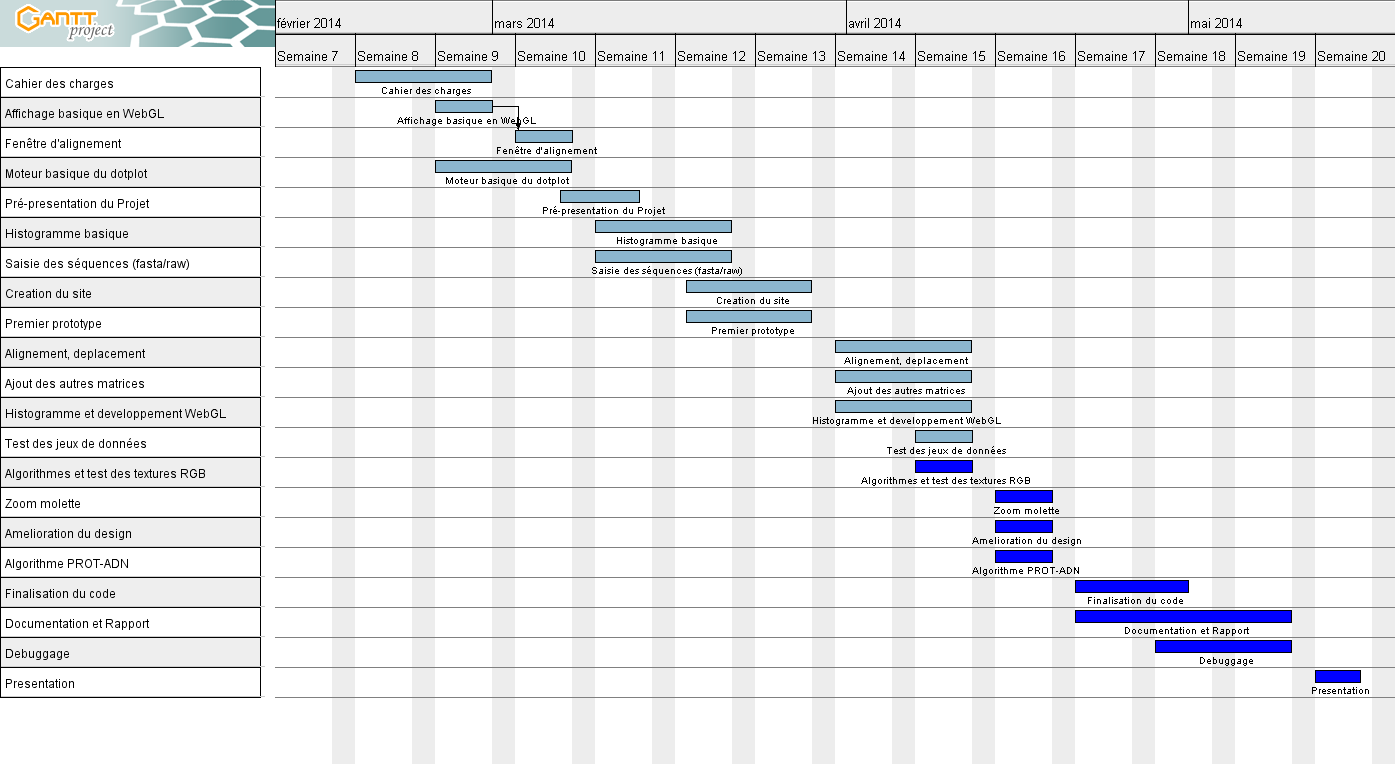 GANTT
project
février 2014 mars 2014 avril 2014 mai 2014
Semaine 7 Semaine 8 Semaine 9 Semaine 10 Semaine 11 Semaine 12 Semaine 13 Semaine 14 Semaine 15 Semaine 16 Semaine 17 Semaine 18 Semaine 19 Semaine 20
Cahier des charges
Cahier des charges
Affichage basique en WebGL
Affichage basique en WebGL
Fenêtre d'alignement
Fenêtre d'alignement
Moteur basique du dotplot
Moteur basique du dotplot
Pré-presentation du Projet
Pré-presentation du Projet
Histogramme basique
Histogramme basique
Saisie des séquences (fasta/raw)
Saisie des séquences (fasta/raw)
Creation du site
Creation du site
Premier prototype
Premier prototype
Alignement, deplacement
Alignement, deplacement
Ajout des autres matrices
Ajout des autres matrices
Histogramme et developpement WebGL
Histogramme et developpement WebGL
Test des jeux de données
Test des jeux de données
Algorithmes et test des textures RGB
Algorithmes et test des textures RGB
Zoom molette
Zoom molette
Amelioration du design
Amelioration du design
Algorithme PROT-ADN
Algorithme PROT-ADN
Finalisation du code
Finalisation du code
Documentation et Rapport
Documentation et Rapport
Debuggage
Debuggage
Presentation
Presentation